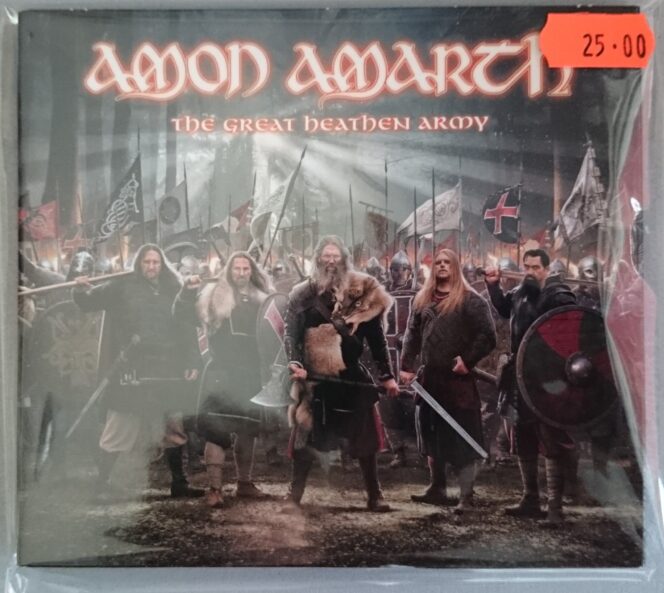 25.00
AMON AMARTH
THE GREAT HEATHEN ARMY